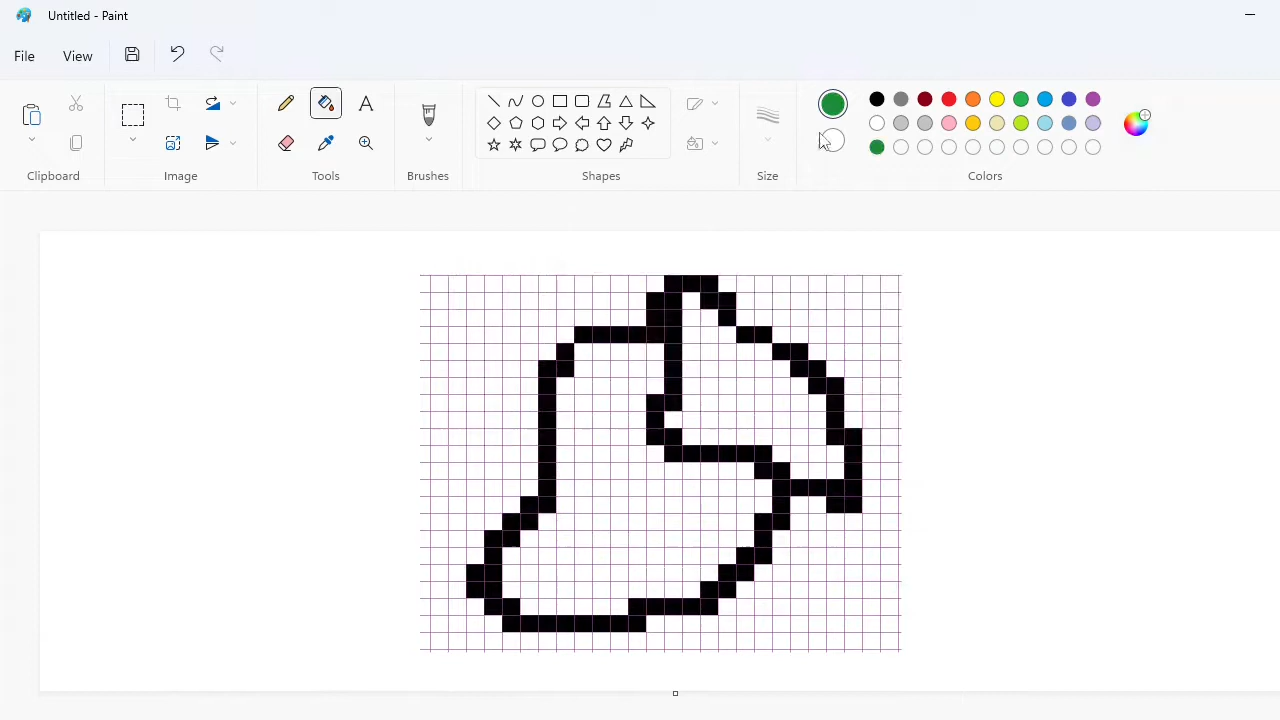 Untitled - Paint
File View
Clipboard Image Tools Brushes Shapes Size Colors